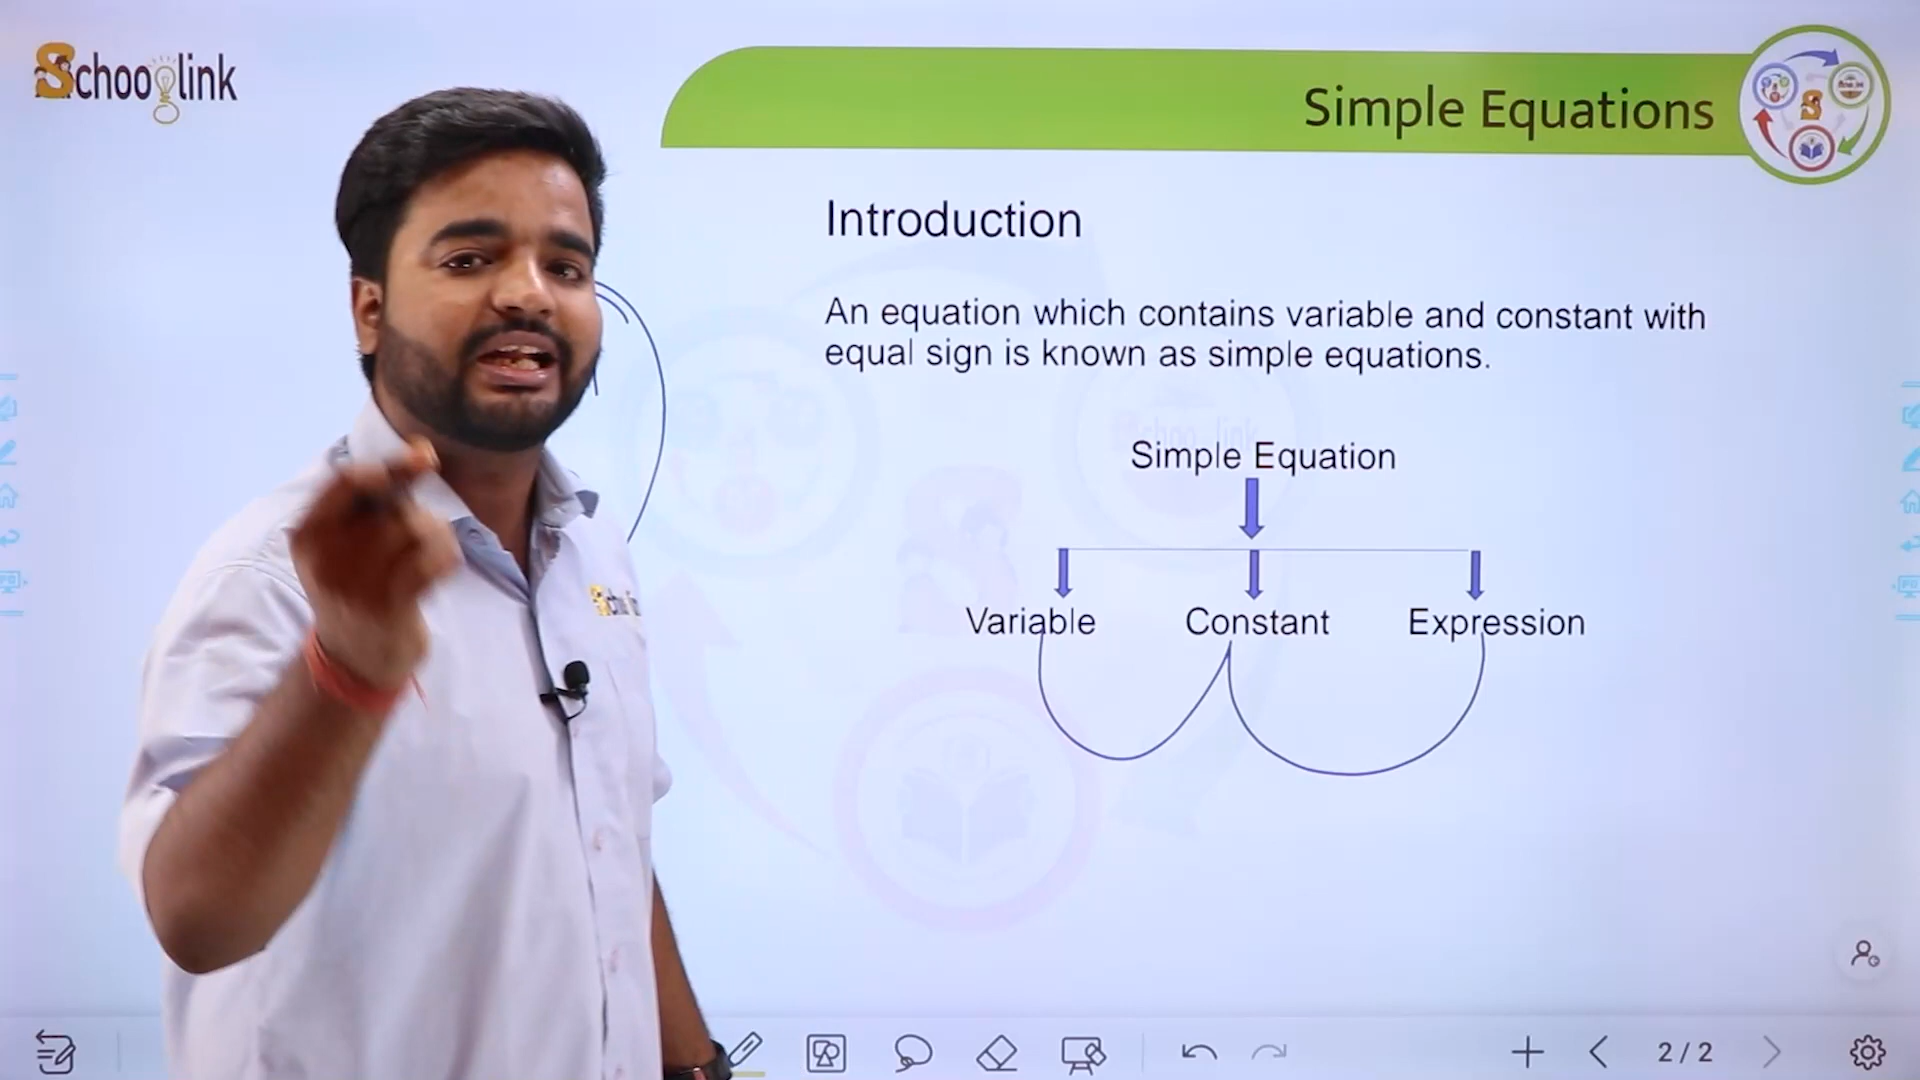 Schooglink
Simple Equations
Introduction
An equation which contains variable and constant with
equal sign is known as simple equations.
Simple Equation
Variable Constant Expression
2/2